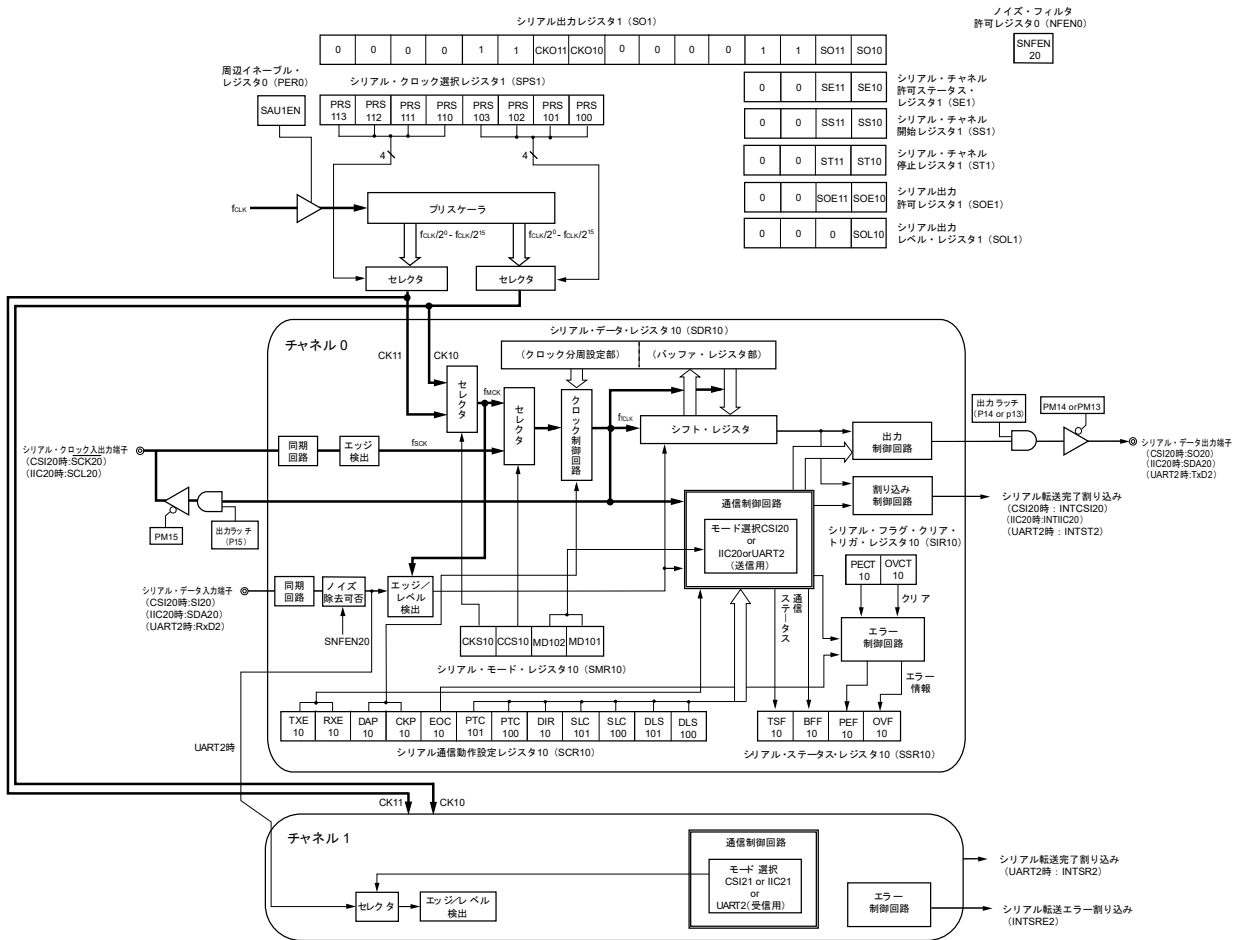 シリアル出力レジスタ1（SO1）
0 0 0 0 1 1 CKO11 CKO10 0 0 0 0 1 1 SO11 SO10
ノイズ・フィルタ
許可レジスタ0（NFEN0）
SNFEN
20
周辺イネーブル・
レジスタ0（PER0）
SAU1EN
シリアル・クロック選択レジスタ1（SPS1）
PRS PRS PRS PRS PRS PRS PRS PRS
113 112 111 110 103 102 101 100
4 4
0 0 SE11 SE10
シリアル・チャネル
許可ステータス・
レジスタ1（SE1）
0 0 SS11 SS10
シリアル・チャネル
開始レジスタ1（SS1）
0 0 ST11 ST10
シリアル・チャネル
停止レジスタ1（ST1）
0 0 SOE11 SOE10
シリアル出力
許可レジスタ1（SOE1）
0 0 0 SOL10
シリアル出力
レベル・レジスタ1（SOL1）
fCLK
プリスケーラ
fCLK/2⁰ - fCLK/2¹⁵ fCLK/2⁰ - fCLK/2¹⁵
セレクタ セレクタ
チャネル 0
CK11 CK10
シリアル・データ・レジスタ10（SDR10）
（クロック分周設定部） （バッファ・レジスタ部）
セレクタ
fMCK
セレクタ
クロック制御回路
fTCLK
シフト・レジスタ
出力
制御回路
出力ラッチ
（P14 or p13）
PM14 orPM13
シリアル・データ出力端子
（CSI20時:SO20）
（IIC20時:SDA20）
（UART2時:TxD2）
シリアル・クロック入出力端子
（CSI20時:SCK20）
（IIC20時:SCL20）
同期
回路
エッジ
検出
fSCK
PM15
出力ラッチ
（P15）
通信制御回路
モード選択CSI20
or
IIC20orUART2
（送信用）
割り込み
制御回路
シリアル転送完了割り込み
（CSI20時：INTCSI20）
（IIC20時:INTIIC20）
（UART2時：INTST2）
シリアル・フラグ・クリア・
トリガ・レジスタ10（SIR10）
PECT OVCT
10 10
クリア
シリアル・データ入力端子
（CSI20時:SI20）
（IIC20時:SDA20）
（UART2時:RxD2）
同期
回路
ノイズ
除去可否
SNFEN20
エッジ／
レベル
検出
CKS10 CCS10 MD102 MD101
シリアル・モード・レジスタ10（SMR10）
通信
ステータス
エラー
制御回路
エラー
情報
TXE RXE DAP CKP EOC PTC PTC DIR SLC SLC DLS DLS
10 10 10 10 10 101 100 10 101 100 101 100
シリアル通信動作設定レジスタ10（SCR10）
TSF BFF PEF OVF
10 10 10 10
シリアル・ステータス・レジスタ10（SSR10）
UART2時
CK11 CK10
チャネル 1
通信制御回路
モード 選択
CSI21 or IIC21
or
UART2（受信用）
セレクタ
エッジ/レベル
検出
エラー
制御回路
シリアル転送完了割り込み
（UART2時：INTSR2）
シリアル転送エラー割り込み
（INTSRE2）